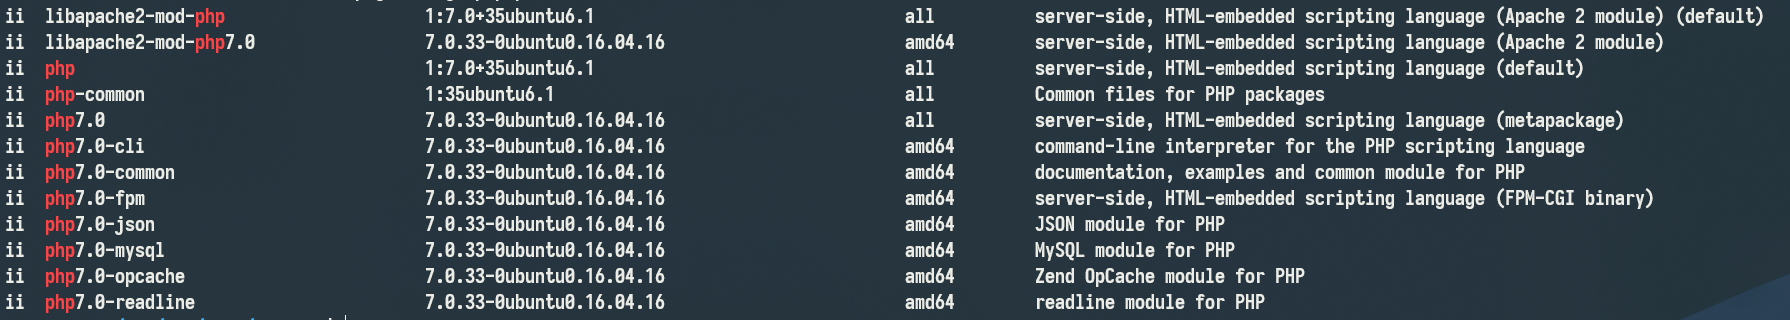 ii libapache2-mod-php 1:7.0+35ubuntu6.1 all server-side, HTML-embedded scripting language (Apache 2 module) (default)
ii libapache2-mod-php7.0 7.0.33-0ubuntu0.16.04.16 amd64 server-side, HTML-embedded scripting language (Apache 2 module)
ii php 1:7.0+35ubuntu6.1 all server-side, HTML-embedded scripting language (default)
ii php-common 1:35ubuntu6.1 all Common files for PHP packages
ii php7.0 7.0.33-0ubuntu0.16.04.16 all server-side, HTML-embedded scripting language (metapackage)
ii php7.0-cli 7.0.33-0ubuntu0.16.04.16 amd64 command-line interpreter for the PHP scripting language
ii php7.0-common 7.0.33-0ubuntu0.16.04.16 amd64 documentation, examples and common module for PHP
ii php7.0-fpm 7.0.33-0ubuntu0.16.04.16 amd64 server-side, HTML-embedded scripting language (FPM-CGI binary)
ii php7.0-json 7.0.33-0ubuntu0.16.04.16 amd64 JSON module for PHP
ii php7.0-mysql 7.0.33-0ubuntu0.16.04.16 amd64 MySQL module for PHP
ii php7.0-opcache 7.0.33-0ubuntu0.16.04.16 amd64 Zend OpCache module for PHP
ii php7.0-readline 7.0.33-0ubuntu0.16.04.16 amd64 readline module for PHP